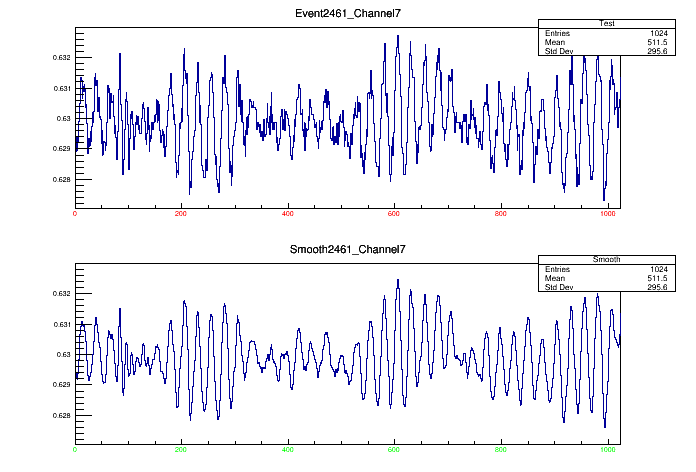 Event2461_Channel7
Test
Entries 1024
Mean 511.5
Std Dev 295.6
0.632
0.631
0.63
0.629
0.628
0 200 400 600 800 1000
Smooth2461_Channel7
Smooth
Entries 1024
Mean 511.5
Std Dev 295.6
0.632
0.631
0.63
0.629
0.628
0 200 400 600 800 1000